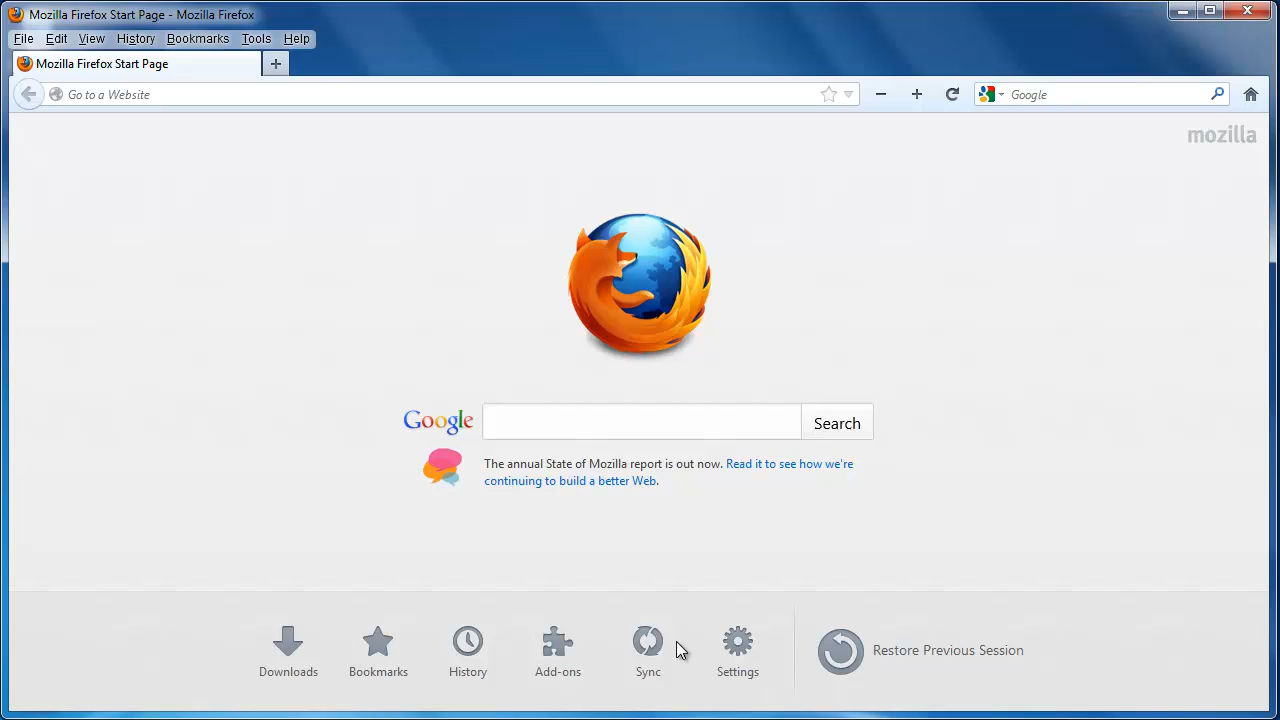 Mozilla Firefox Start Page - Mozilla Firefox
File Edit View History Bookmarks Tools Help
Mozilla Firefox Start Page
Go to a Website
Google
mozilla
Google
Search
The annual State of Mozilla report is out now. Read it to see how we're
continuing to build a better Web.
Downloads Bookmarks History Add-ons Sync Settings
Restore Previous Session